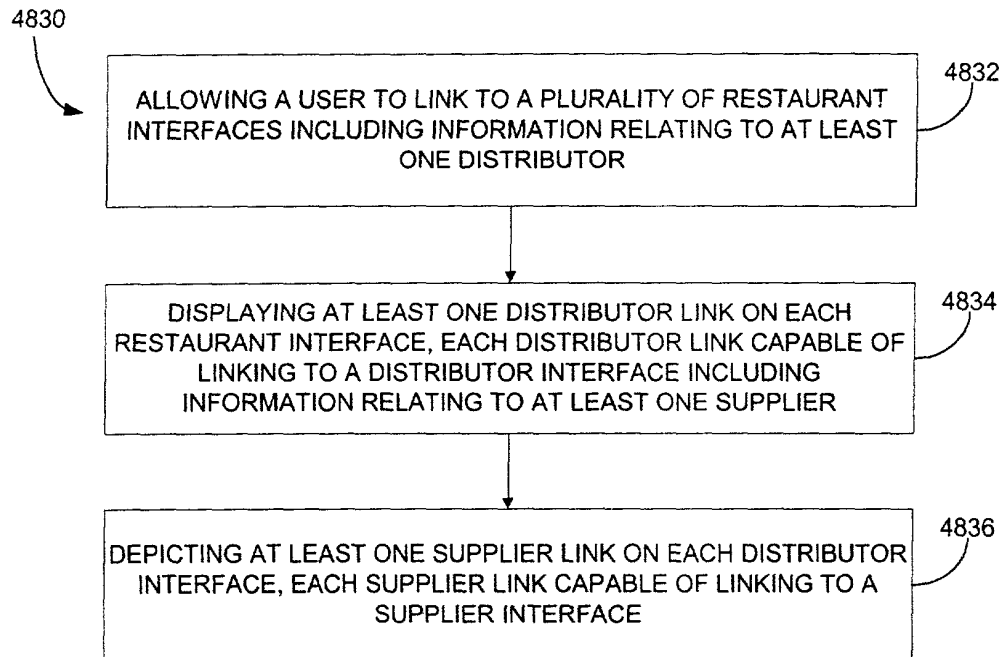 4830
4832
ALLOWING A USER TO LINK TO A PLURALITY OF RESTAURANT
INTERFACES INCLUDING INFORMATION RELATING TO AT LEAST
ONE DISTRIBUTOR
4834
DISPLAYING AT LEAST ONE DISTRIBUTOR LINK ON EACH
RESTAURANT INTERFACE, EACH DISTRIBUTOR LINK CAPABLE OF
LINKING TO A DISTRIBUTOR INTERFACE INCLUDING
INFORMATION RELATING TO AT LEAST ONE SUPPLIER
4836
DEPICTING AT LEAST ONE SUPPLIER LINK ON EACH DISTRIBUTOR
INTERFACE, EACH SUPPLIER LINK CAPABLE OF LINKING TO A
SUPPLIER INTERFACE